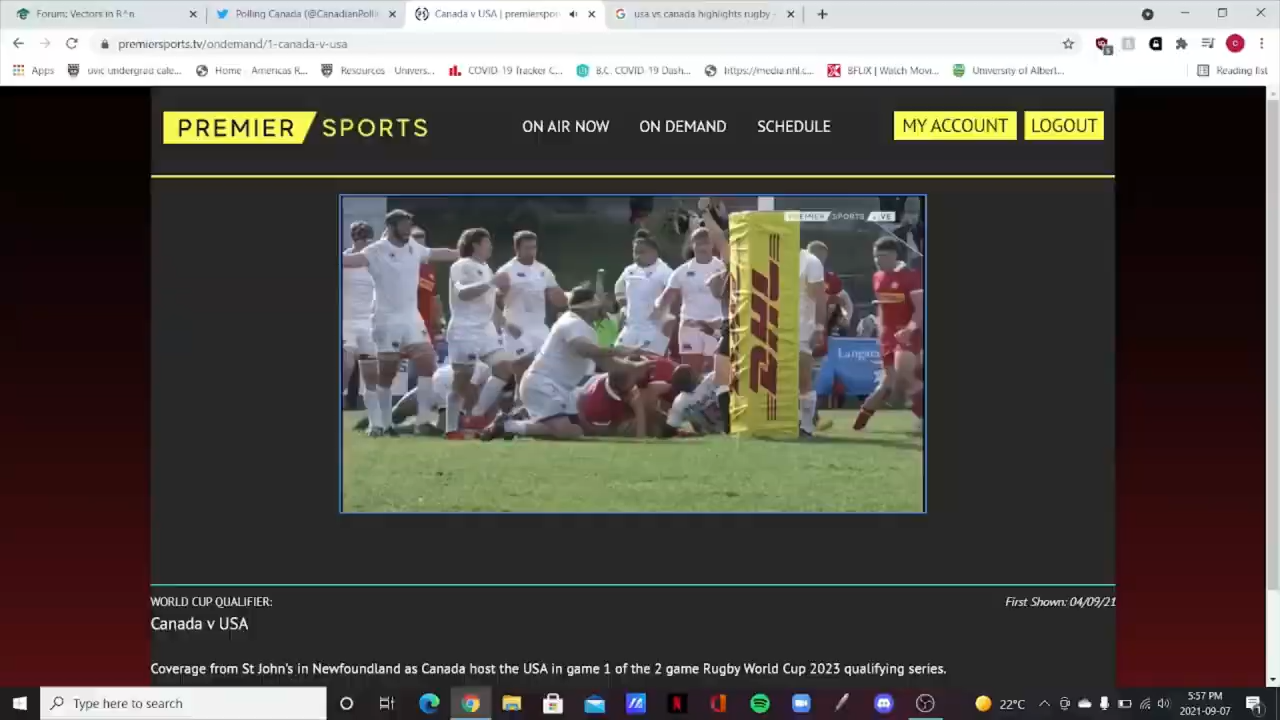 Forum: Vectors in R^n
Polling Canada (@CanadianPolli
Canada v USA | premierspor
usa vs canada highlights rugby -
premiersports.tv/ondemand/1-canada-v-usa
Apps
uvic undergrad cale...
Home - Americas R...
Resources - Univers...
COVID-19 Tracker C...
B.C. COVID-19 Dash...
https://media.nhl.c...
BFLIX | Watch Movi...
University of Albert...
Reading list
PREMIER SPORTS
ON AIR NOW
ON DEMAND
SCHEDULE
MY ACCOUNT
LOGOUT
PREMIER SPORTS LIVE
DHL
Langara
WORLD CUP QUALIFIER:
First Shown: 04/09/21
Canada v USA
Coverage from St John's in Newfoundland as Canada host the USA in game 1 of the 2 game Rugby World Cup 2023 qualifying series.
Type here to search
22°C
5:57 PM
2021-09-07